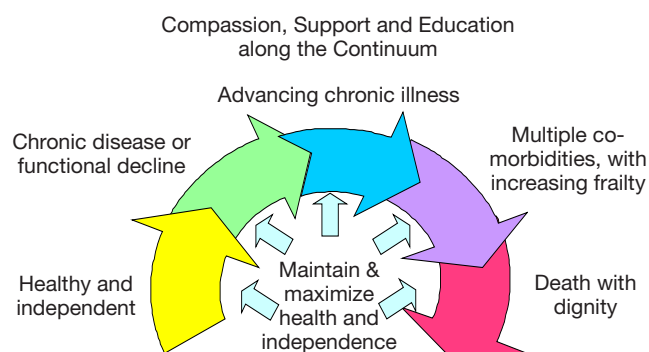 Compassion, Support and Education
along the Continuum
Advancing chronic illness
Chronic disease or
functional decline
Multiple co-
morbidities, with
increasing frailty
Healthy and
independent
Maintain &
maximize
health and
independence
Death with
dignity